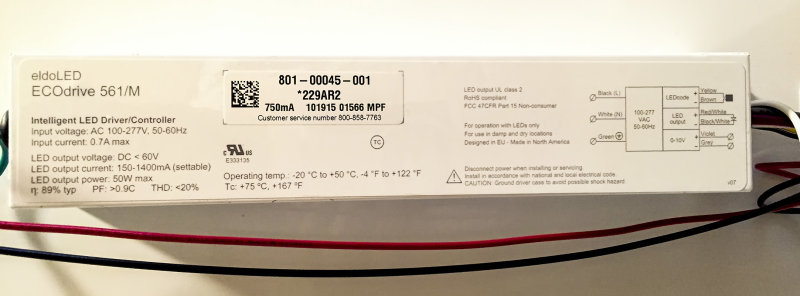 eldoLED
ECOdrive 561/M
Intelligent LED Driver/Controller
Input voltage: AC 100-277V, 50-60Hz
Input current: 0.7A max
LED output voltage: DC < 60V
LED output current: 150-1400mA (settable)
LED output power: 50W max
η: 89% typ PF: >0.9C THD: <20%
801-00045-001
*229AR2
750mA 101915 01566 MPF
Customer service number 800-858-7763
c RU us
E333135
TC
Operating temp.: -20 °C to +50 °C, -4 °F to +122 °F
Tc: +75 °C, +167 °F
LED output UL class 2
RoHS compliant
FCC 47CFR Part 15 Non-consumer
For operation with LEDs only
For use in damp and dry locations
Designed in EU - Made in North America
Disconnect power when installing or servicing.
Install in accordance with national and local electrical code.
CAUTION: Ground driver case to avoid possible shock hazard
Black (L)
White (N)
Green
100-277
VAC
50-60Hz
LEDcode
+ Yellow
- Brown
LED
output
+ Red/White
- Black/White
0-10V
+ Violet
- Grey
v07